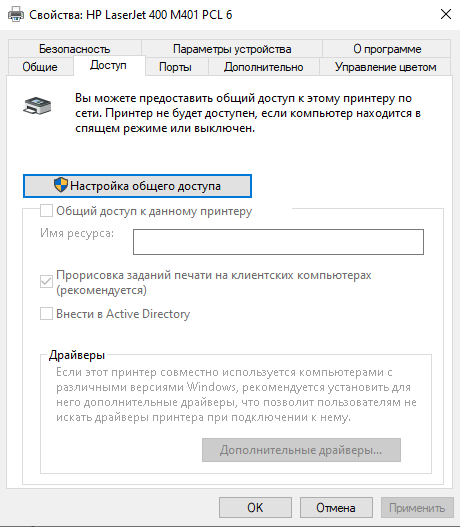 Свойства: HP LaserJet 400 M401 PCL 6
Безопасность Параметры устройства О программе
Общие Доступ Порты Дополнительно Управление цветом
Вы можете предоставить общий доступ к этому принтеру по
сети. Принтер не будет доступен, если компьютер находится в
спящем режиме или выключен.
Настройка общего доступа
Общий доступ к данному принтеру
Имя ресурса:
Прорисовка заданий печати на клиентских компьютерах
(рекомендуется)
Внести в Active Directory
Драйверы
Если этот принтер совместно используется компьютерами с
различными версиями Windows, рекомендуется установить для
него дополнительные драйверы, что позволит пользователям не
искать драйверы принтера при подключении к нему.
Дополнительные драйверы...
OK Отмена Применить